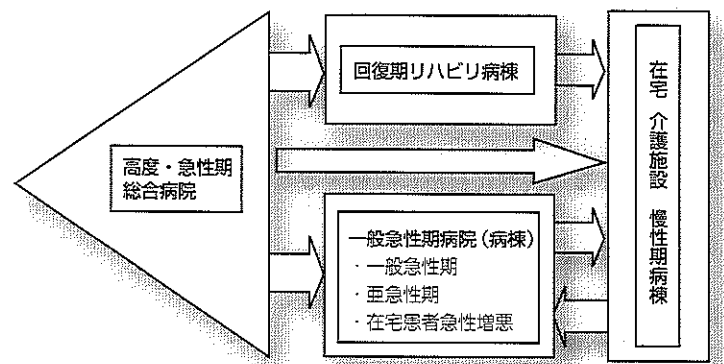 高度・急性期
総合病院
回復期リハビリ病棟
一般急性期病院（病棟）
・一般急性期
・亜急性期
・在宅患者急性増悪
在宅 介護施設 慢性期病棟